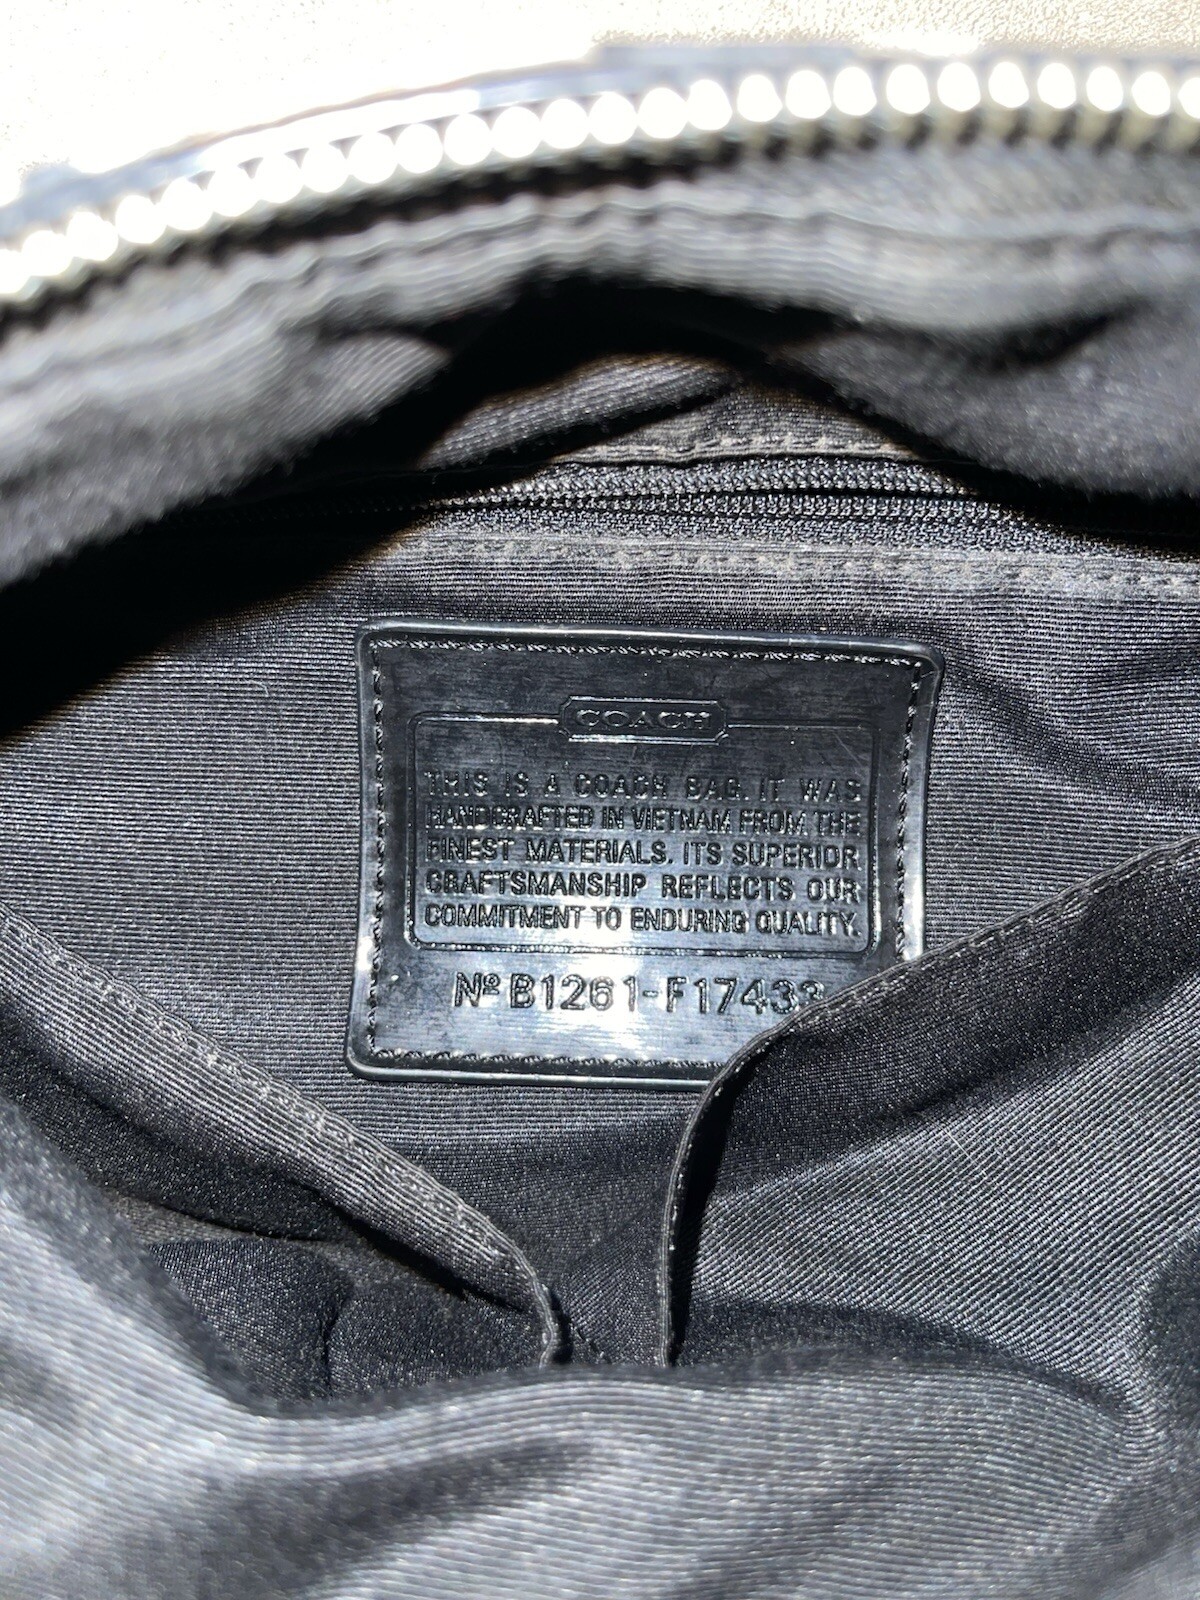 COACH
THIS IS A COACH BAG. IT WAS
HANDCRAFTED IN VIETNAM FROM THE
FINEST MATERIALS. ITS SUPERIOR
CRAFTSMANSHIP REFLECTS OUR
COMMITMENT TO ENDURING QUALITY.
Nº B1261-F17433